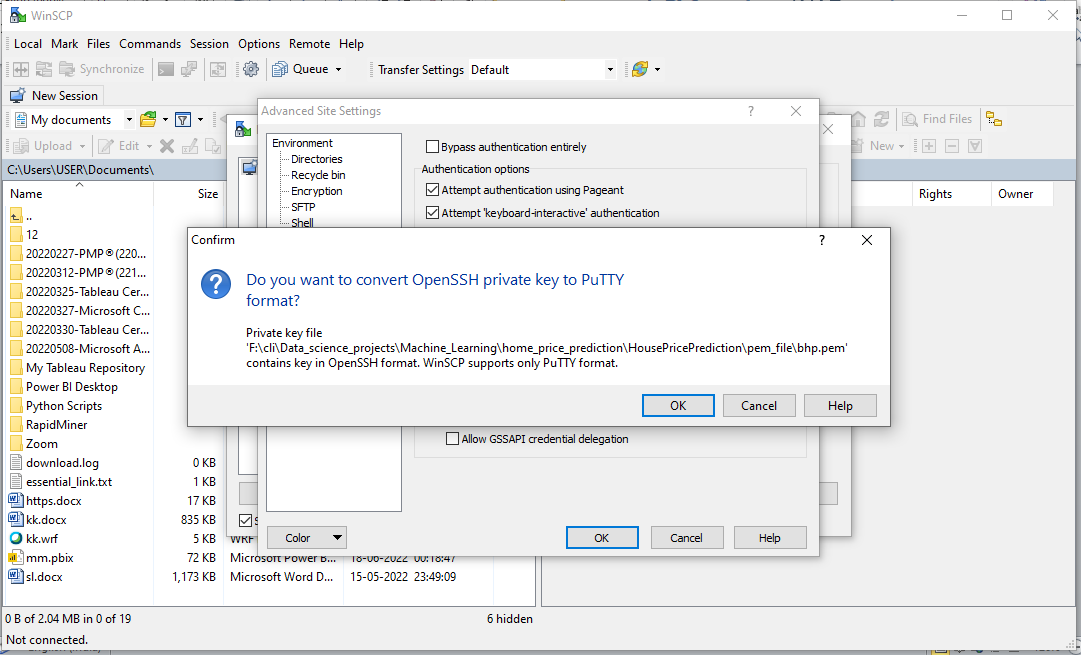 WinSCP
Local Mark Files Commands Session Options Remote Help
Synchronize Queue Transfer Settings Default
New Session
My documents Find Files
Upload Edit New
C:\Users\USER\Documents\
Name Size Rights Owner
..
12
20220227-PMP®(220...
20220312-PMP®(221...
20220325-Tableau Cer...
20220327-Microsoft C...
20220330-Tableau Cer...
20220508-Microsoft A...
My Tableau Repository
Power BI Desktop
Python Scripts
RapidMiner
Zoom
download.log 0 KB
essential_link.txt 1 KB
https.docx 17 KB
kk.docx 835 KB
kk.wrf 5 KB WRF
mm.pbix 72 KB Microsoft Power B... 18-06-2022 00:18:47
sl.docx 1,173 KB Microsoft Word D... 15-05-2022 23:49:09
0 B of 2.04 MB in 0 of 19 6 hidden
Not connected.
Advanced Site Settings ?
Environment
Directories
Recycle bin
Encryption
SFTP
Shell
Bypass authentication entirely
Authentication options
Attempt authentication using Pageant
Attempt 'keyboard-interactive' authentication
Confirm ?
Do you want to convert OpenSSH private key to PuTTY
format?
Private key file
'F:\cli\Data_science_projects\Machine_Learning\home_price_prediction\HousePricePrediction\pem_file\bhp.pem'
contains key in OpenSSH format. WinSCP supports only PuTTY format.
OK Cancel Help
Allow GSSAPI credential delegation
Color OK Cancel Help